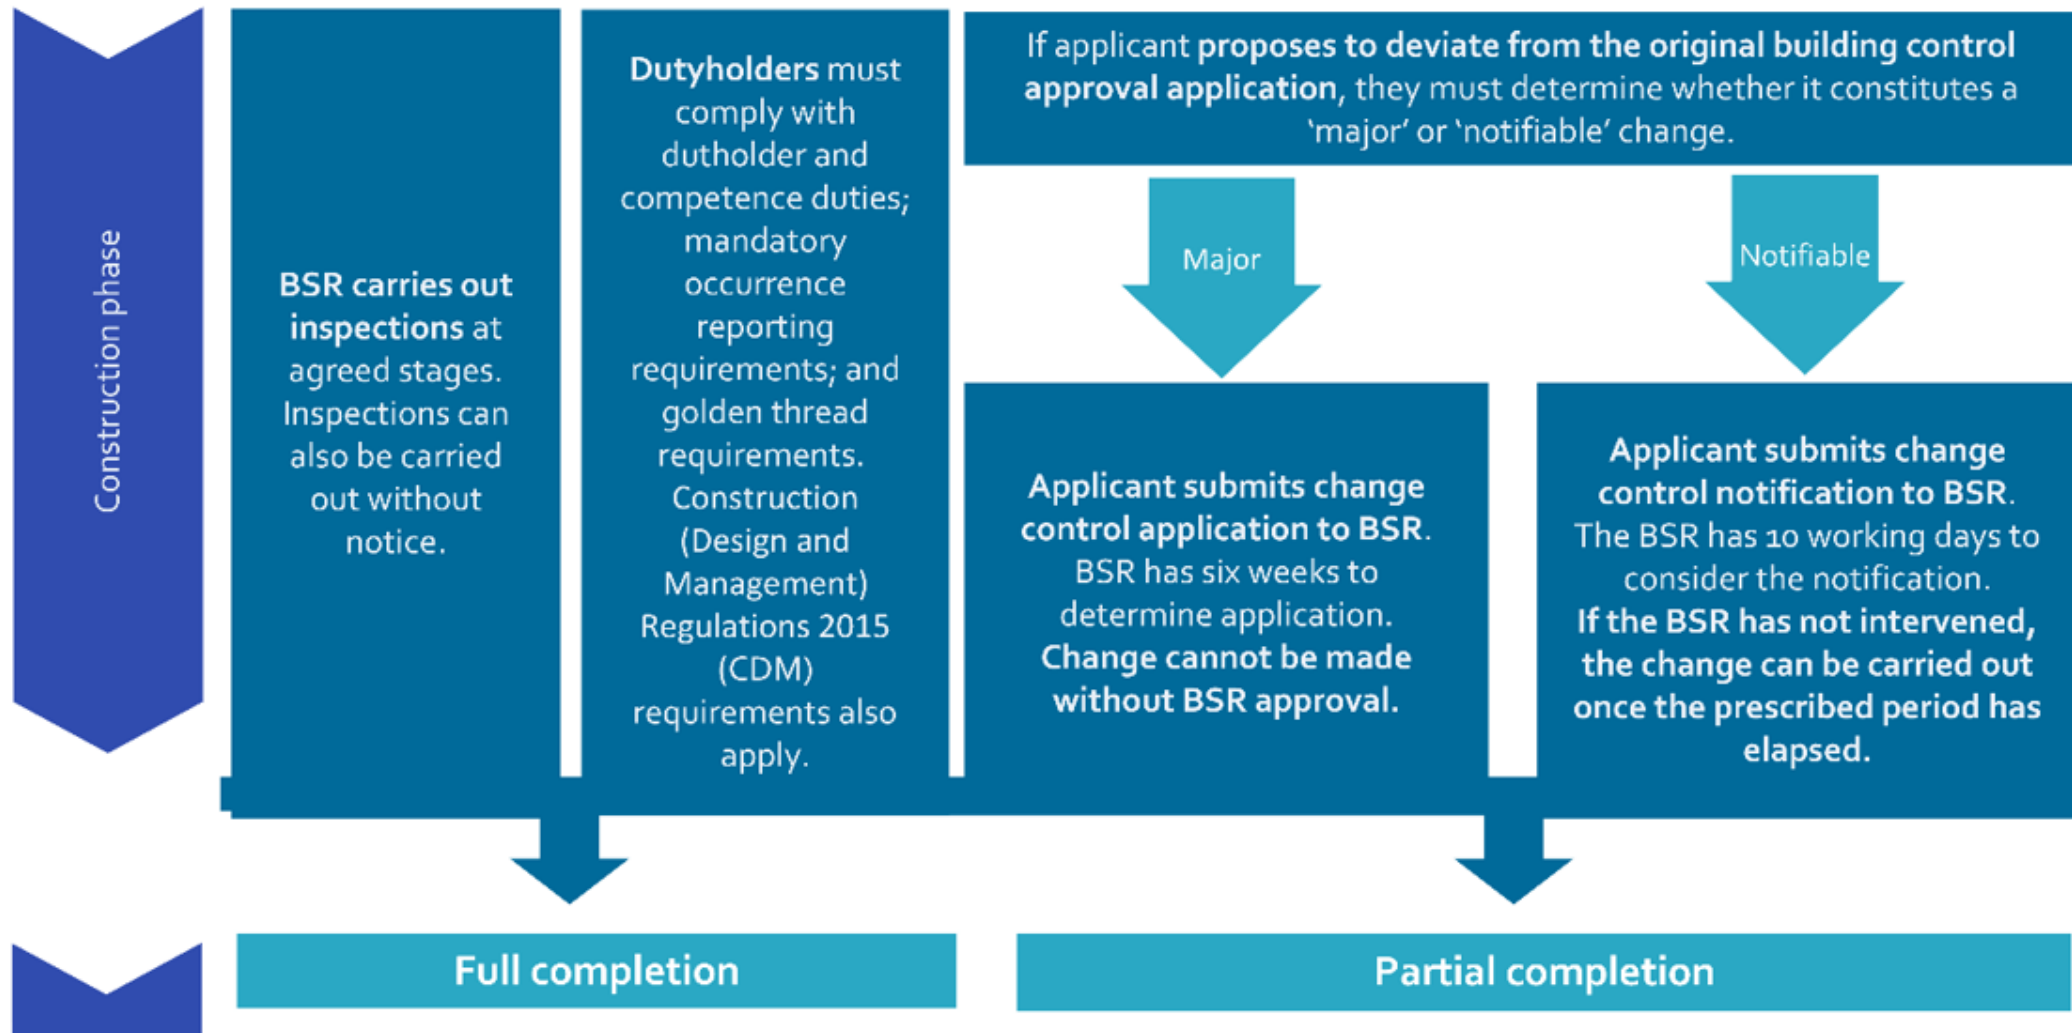 Construction phase
BSR carries out
inspections at
agreed stages.
Inspections can
also be carried
out without
notice.
Dutyholders must
comply with
dutholder and
competence duties;
mandatory
occurrence
reporting
requirements; and
golden thread
requirements.
Construction
(Design and
Management)
Regulations 2015
(CDM)
requirements also
apply.
If applicant proposes to deviate from the original building control
approval application, they must determine whether it constitutes a
‘major’ or ‘notifiable’ change.
Major
Notifiable
Applicant submits change
control application to BSR.
BSR has six weeks to
determine application.
Change cannot be made
without BSR approval.
Applicant submits change
control notification to BSR.
The BSR has 10 working days to
consider the notification.
If the BSR has not intervened,
the change can be carried out
once the prescribed period has
elapsed.
Full completion
Partial completion